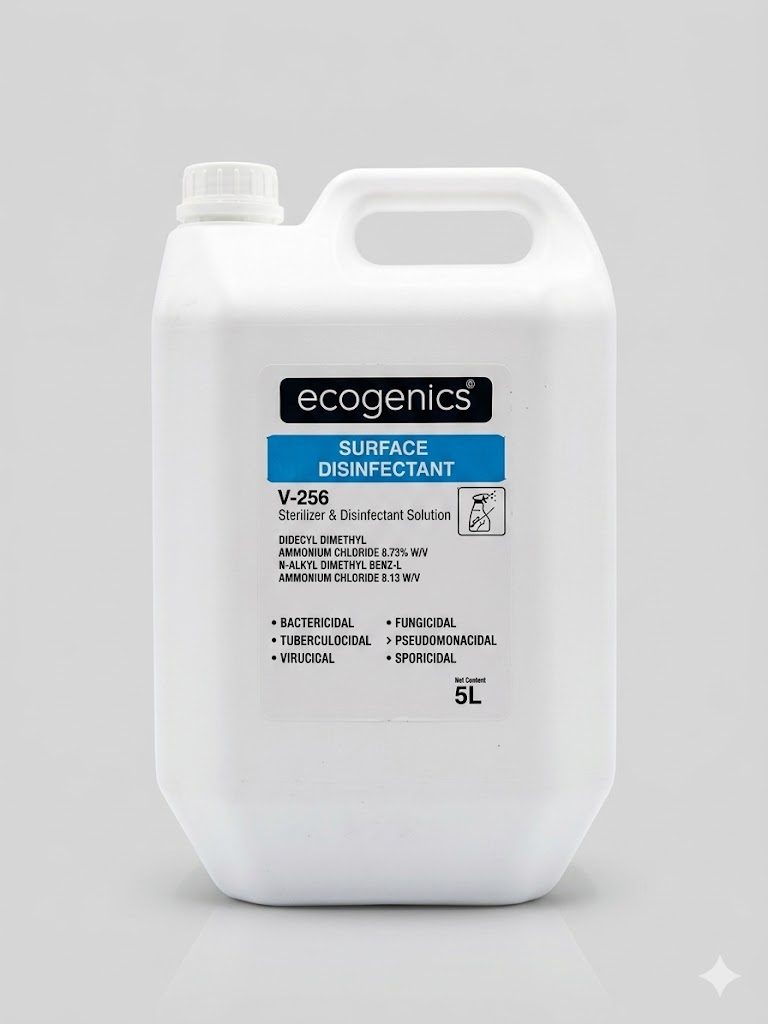 ecogenics®
SURFACE
DISINFECTANT
V-256
Sterilizer & Disinfectant Solution
DIDECYL DIMETHYL
AMMONIUM CHLORIDE 8.73% W/V
N-ALKYL DIMETHYL BENZ-L
AMMONIUM CHLORIDE 8.13 W/V
• BACTERICIDAL • FUNGICIDAL
• TUBERCULOCIDAL › PSEUDOMONACIDAL
• VIRUCICAL • SPORICIDAL
Net Content
5L